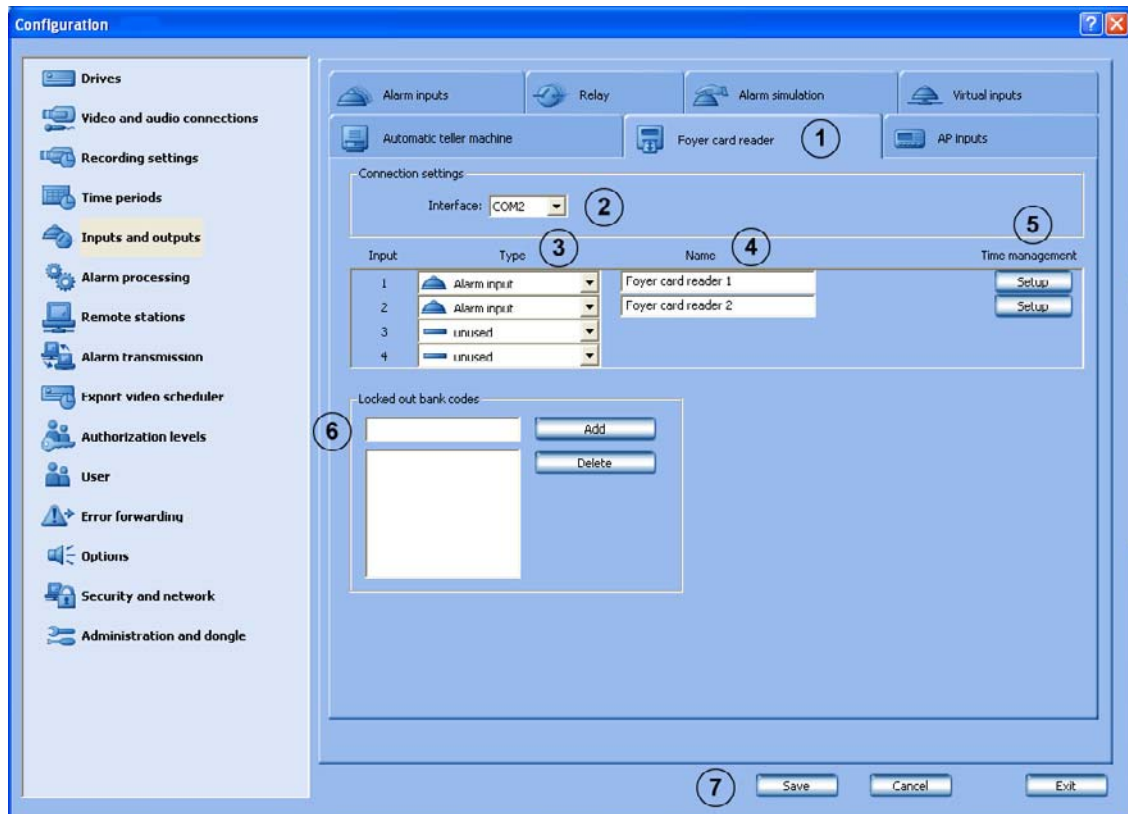 Configuration
Drives
Video and audio connections
Recording settings
Time periods
Inputs and outputs
Alarm processing
Remote stations
Alarm transmission
Export video scheduler
Authorization levels
User
Error forwarding
Options
Security and network
Administration and dongle
Alarm inputs
Relay
Alarm simulation
Virtual inputs
Automatic teller machine
Foyer card reader
1
AP inputs
Connection settings
Interface: COM2
2
3
4
5
Input Type Name Time management
1 Alarm input Foyer card reader 1 Setup
2 Alarm input Foyer card reader 2 Setup
3 unused
4 unused
Locked out bank codes
6
Add
Delete
7
Save
Cancel
Exit